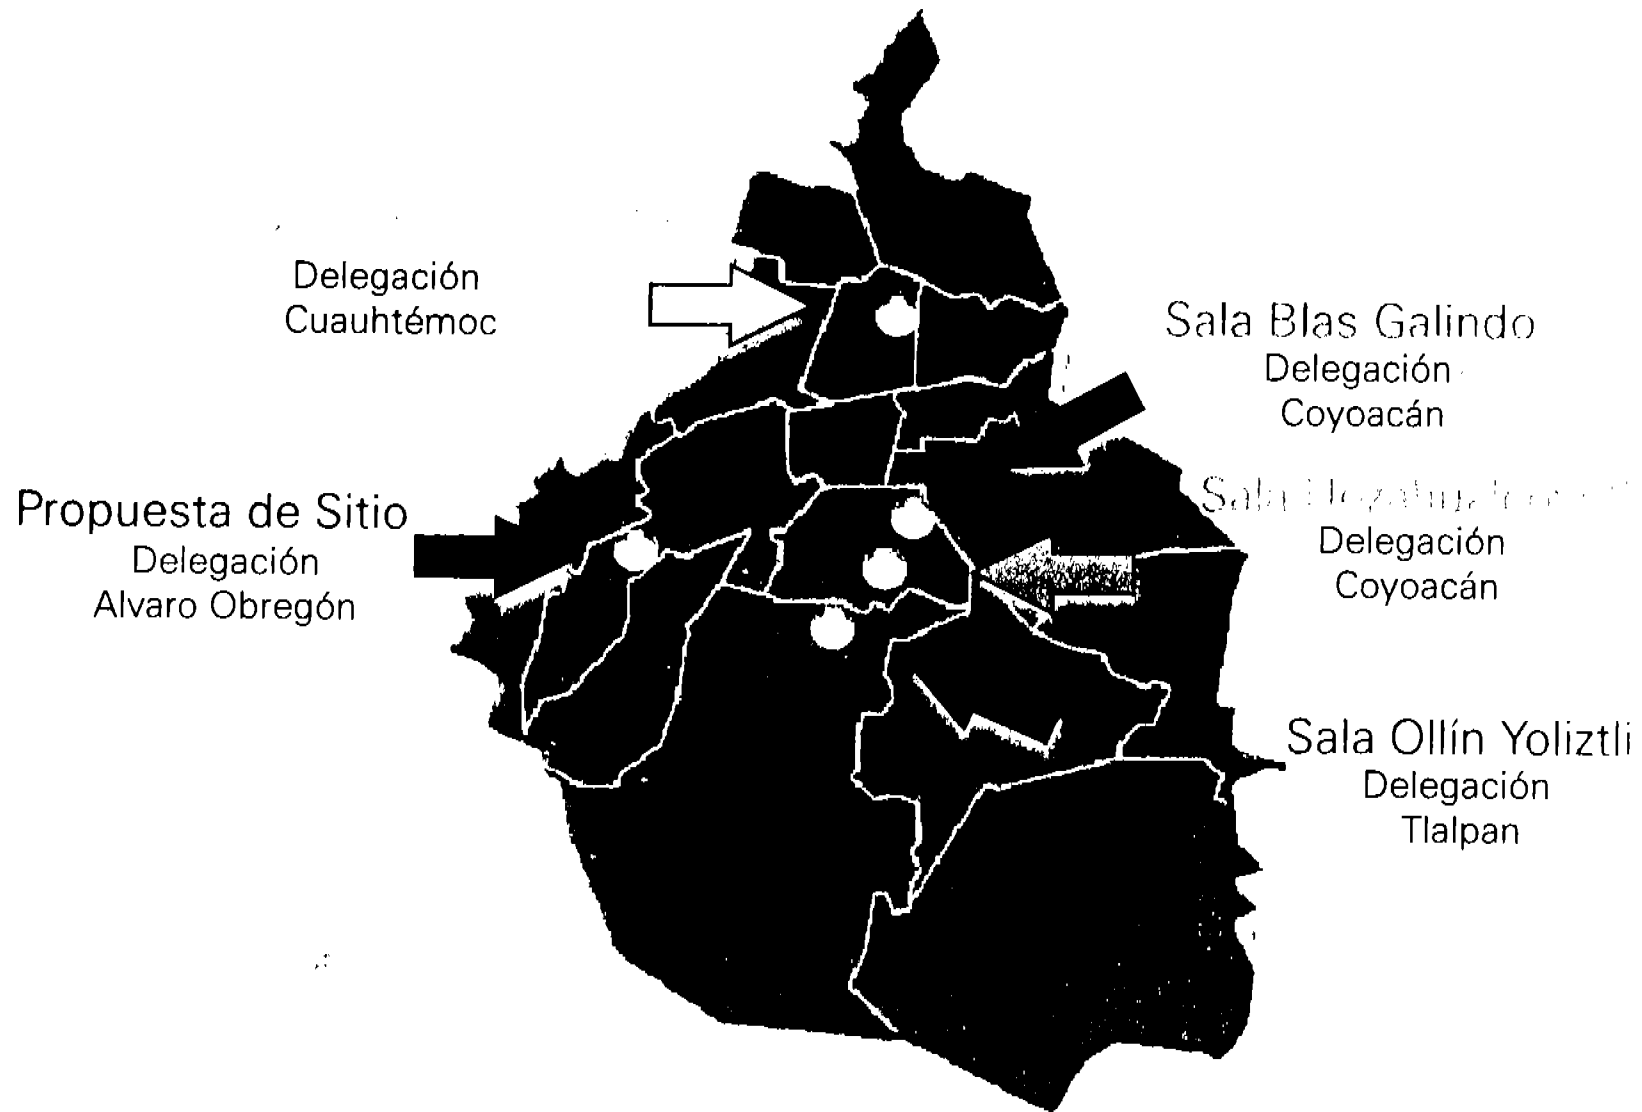 Delegación
Cuauhtémoc
Sala Blas Galindo
Delegación
Coyoacán
Propuesta de Sitio
Delegación
Alvaro Obregón
Sala
Delegación
Coyoacán
Sala Ollín Yoliztli
Delegación
Tlalpan